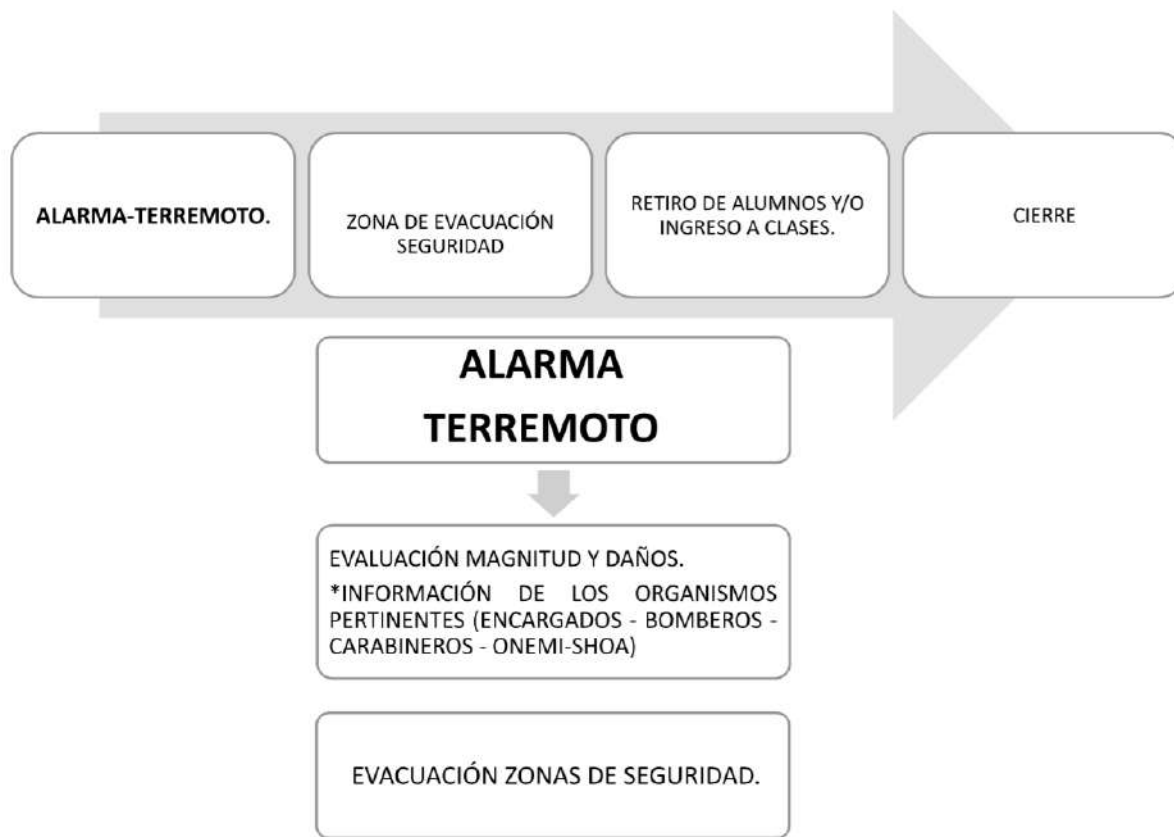 ALARMA-TERREMOTO.
ZONA DE EVACUACIÓN
SEGURIDAD
RETIRO DE ALUMNOS Y/O
INGRESO A CLASES.
CIERRE
ALARMA
TERREMOTO
EVALUACIÓN MAGNITUD Y DAÑOS.
*INFORMACIÓN DE LOS ORGANISMOS
PERTINENTES (ENCARGADOS - BOMBEROS -
CARABINEROS - ONEMI-SHOA)
EVACUACIÓN ZONAS DE SEGURIDAD.